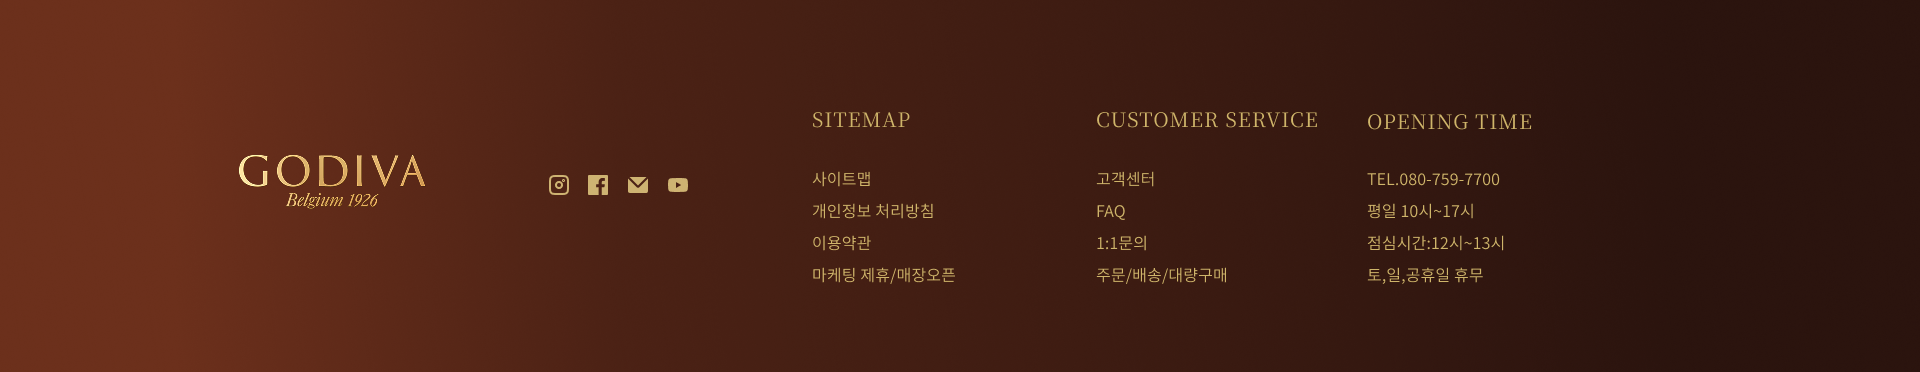 GODIVA
Belgium 1926
SITEMAP
사이트맵
개인정보 처리방침
이용약관
마케팅 제휴/매장오픈
CUSTOMER SERVICE
고객센터
FAQ
1:1문의
주문/배송/대량구매
OPENING TIME
TEL.080-759-7700
평일 10시~17시
점심시간:12시~13시
토,일,공휴일 휴무